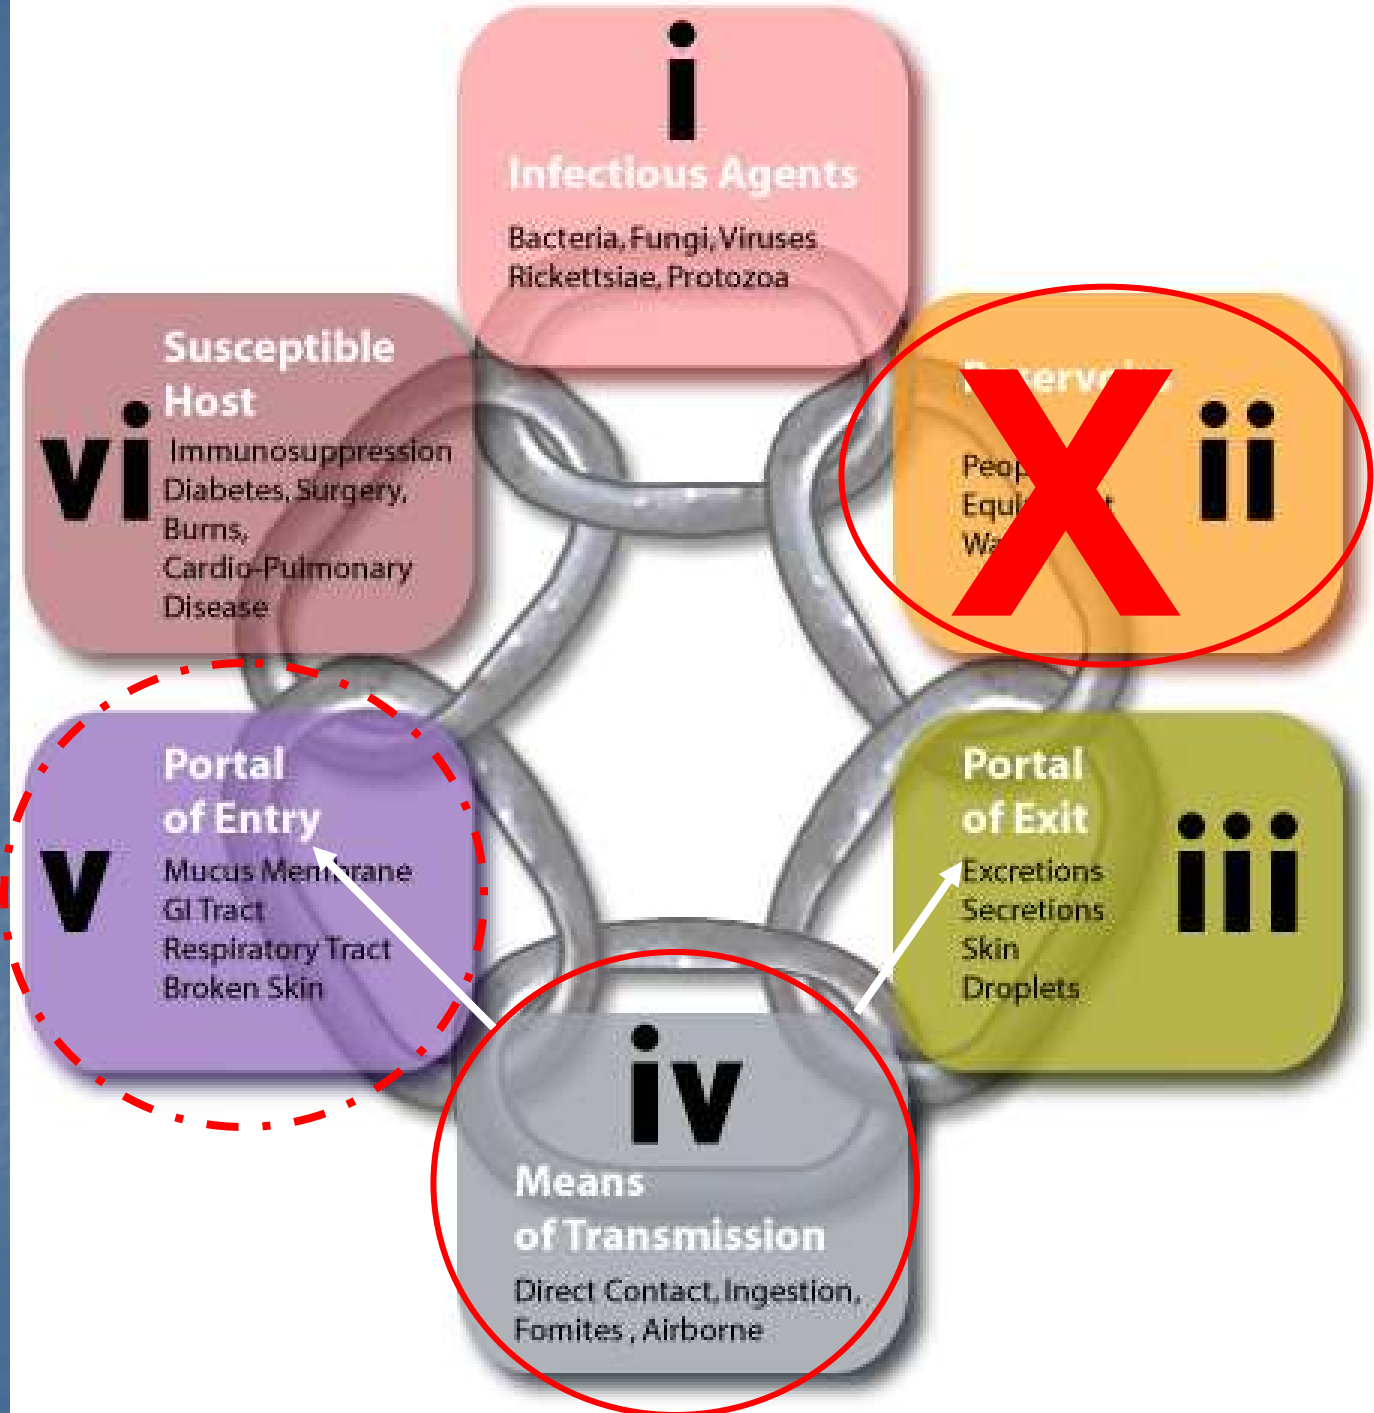 i
Infectious Agents
Bacteria, Fungi, Viruses
Rickettsiae, Protozoa
ii
iii
Portal
of Exit
Excretions
Secretions
Skin
Droplets
iv
Means
of Transmission
Direct Contact, Ingestion,
Fomites , Airborne
v
Portal
of Entry
Mucus Membrane
GI Tract
Respiratory Tract
Broken Skin
vi
Susceptible
Host
Immunosuppression
Diabetes, Surgery,
Burns,
Cardio-Pulmonary
Disease
X